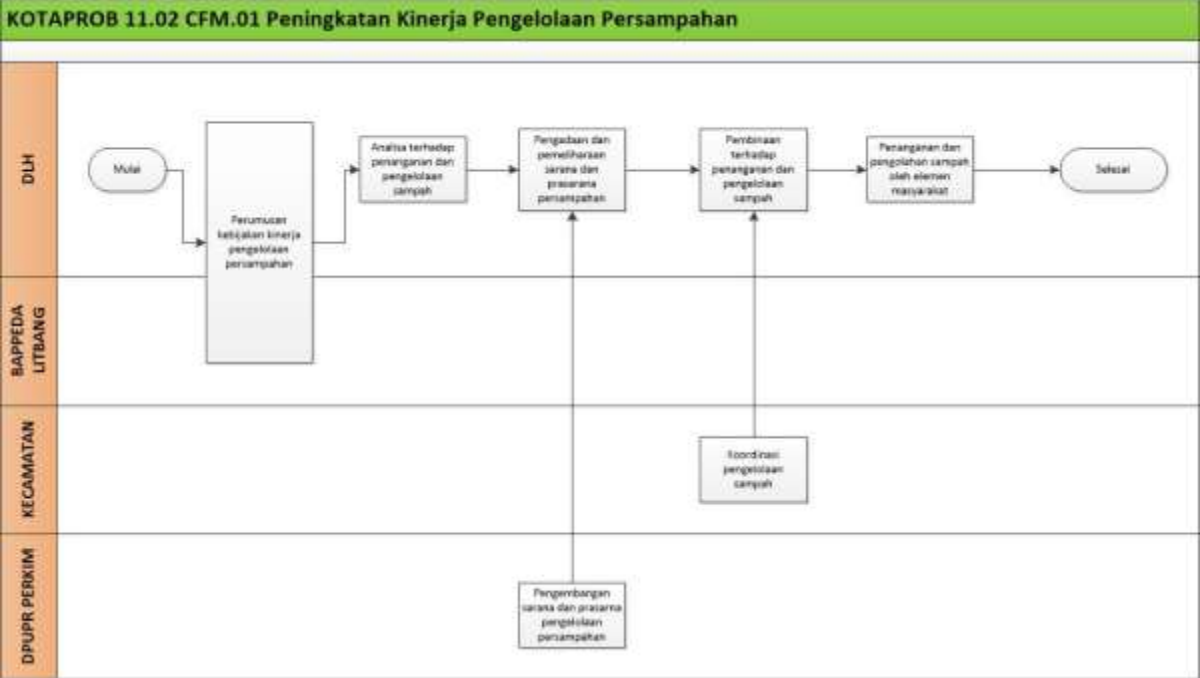 KOTAPROB 11.02 CFM.01 Peningkatan Kinerja Pengelolaan Persampahan
DLH
Mulai
Perumusan
kebijakan kinerja
pengelolaan
persampahan
Analisa terhadap
penanganan dan
pengelolaan
sampah
Pengadaan dan
pemeliharaan
sarana dan
prasarana
persampahan
Pembinaan
terhadap
penanganan dan
pengelolaan
sampah
Penanganan dan
pengolahan sampah
oleh elemen
masyarakat
Selesai
BAPPEDA
LITBANG
KECAMATAN
Koordinasi
pengelolaan
sampah
DPUPR PERKIM
Pengembangan
sarana dan prasarna
pengelolaan
persampahan